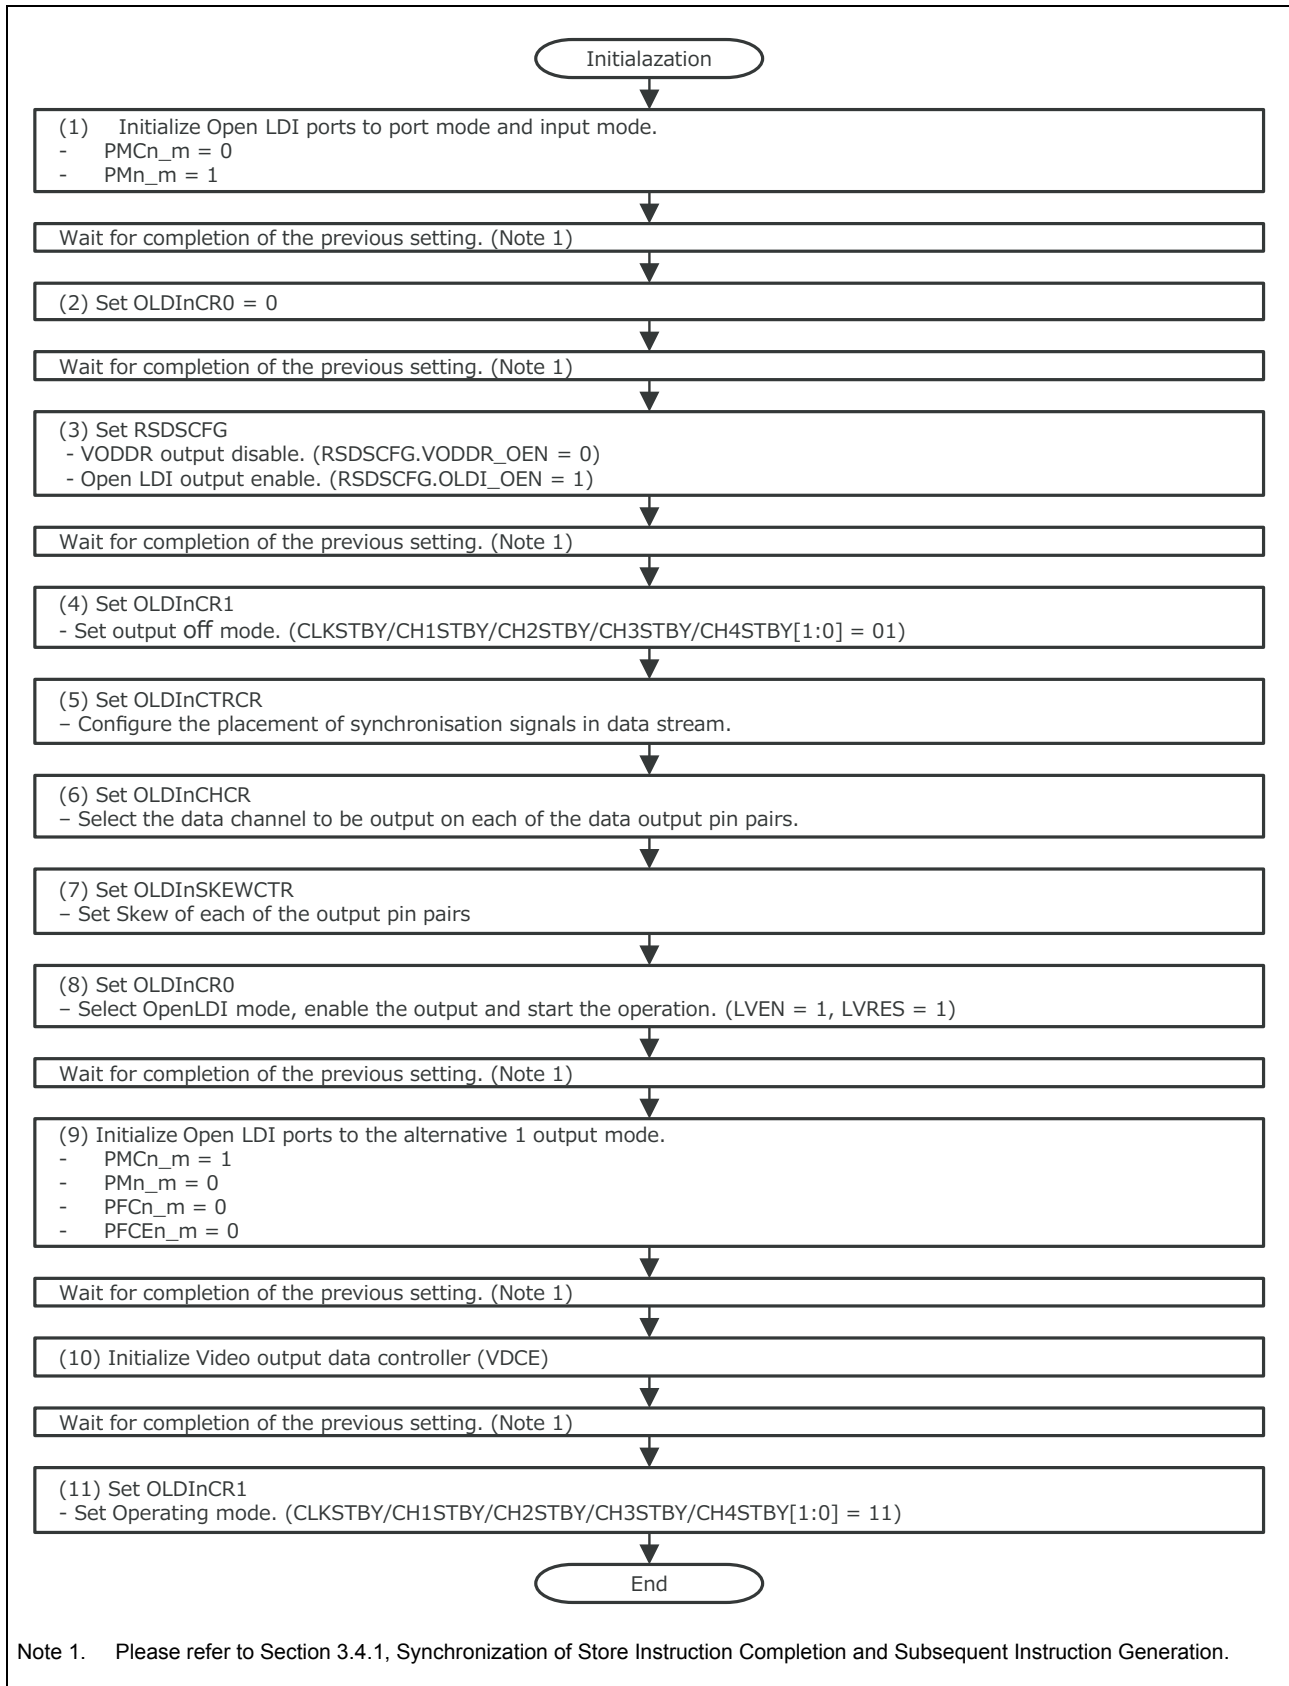 Initialazation
(1) Initialize Open LDI ports to port mode and input mode.
- PMCn_m = 0
- PMn_m = 1
Wait for completion of the previous setting. (Note 1)
(2) Set OLDInCR0 = 0
Wait for completion of the previous setting. (Note 1)
(3) Set RSDSCFG
- VODDR output disable. (RSDSCFG.VODDR_OEN = 0)
- Open LDI output enable. (RSDSCFG.OLDI_OEN = 1)
Wait for completion of the previous setting. (Note 1)
(4) Set OLDInCR1
- Set output off mode. (CLKSTBY/CH1STBY/CH2STBY/CH3STBY/CH4STBY[1:0] = 01)
(5) Set OLDInCTRCR
– Configure the placement of synchronisation signals in data stream.
(6) Set OLDInCHCR
– Select the data channel to be output on each of the data output pin pairs.
(7) Set OLDInSKEWCTR
– Set Skew of each of the output pin pairs
(8) Set OLDInCR0
– Select OpenLDI mode, enable the output and start the operation. (LVEN = 1, LVRES = 1)
Wait for completion of the previous setting. (Note 1)
(9) Initialize Open LDI ports to the alternative 1 output mode.
- PMCn_m = 1
- PMn_m = 0
- PFCn_m = 0
- PFCEn_m = 0
Wait for completion of the previous setting. (Note 1)
(10) Initialize Video output data controller (VDCE)
Wait for completion of the previous setting. (Note 1)
(11) Set OLDInCR1
- Set Operating mode. (CLKSTBY/CH1STBY/CH2STBY/CH3STBY/CH4STBY[1:0] = 11)
End
Note 1. Please refer to Section 3.4.1, Synchronization of Store Instruction Completion and Subsequent Instruction Generation.